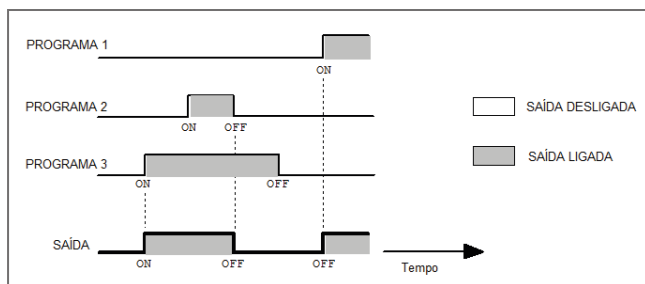 PROGRAMA 1
ON
PROGRAMA 2
ON OFF
SAÍDA DESLIGADA
PROGRAMA 3
ON OFF
SAÍDA LIGADA
SAÍDA
ON OFF OFF
Tempo